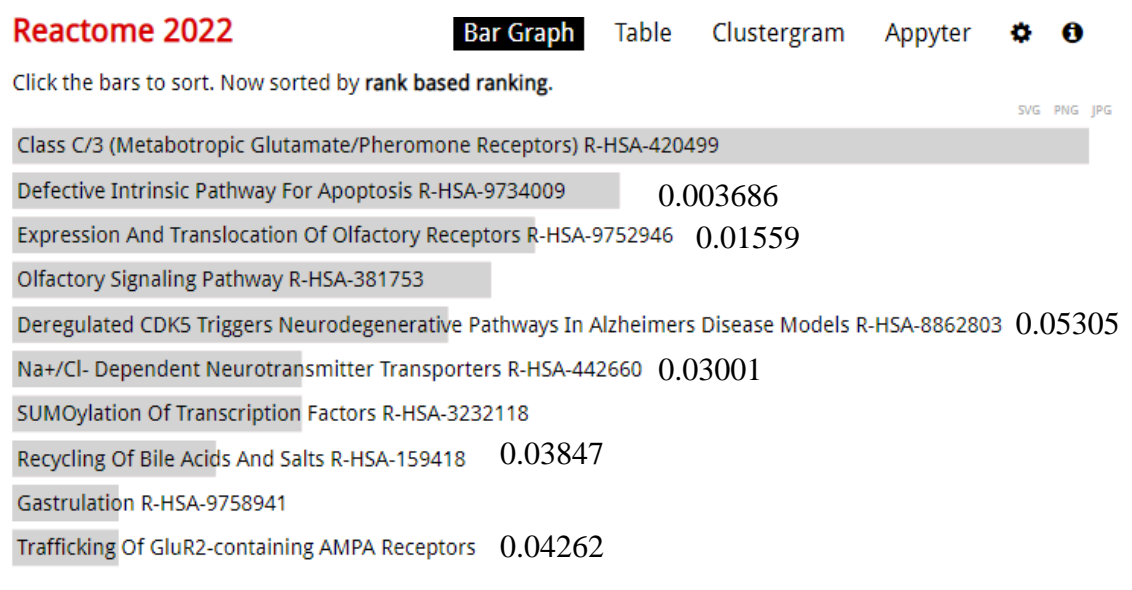 Reactome 2022 Bar Graph Table Clustergram Appyter
Click the bars to sort. Now sorted by rank based ranking.
SVG PNG JPG
Class C/3 (Metabotropic Glutamate/Pheromone Receptors) R-HSA-420499
Defective Intrinsic Pathway For Apoptosis R-HSA-9734009 0.003686
Expression And Translocation Of Olfactory Receptors R-HSA-9752946 0.01559
Olfactory Signaling Pathway R-HSA-381753
Deregulated CDK5 Triggers Neurodegenerative Pathways In Alzheimers Disease Models R-HSA-8862803 0.05305
Na+/Cl- Dependent Neurotransmitter Transporters R-HSA-442660 0.03001
SUMOylation Of Transcription Factors R-HSA-3232118
Recycling Of Bile Acids And Salts R-HSA-159418 0.03847
Gastrulation R-HSA-9758941
Trafficking Of GluR2-containing AMPA Receptors 0.04262